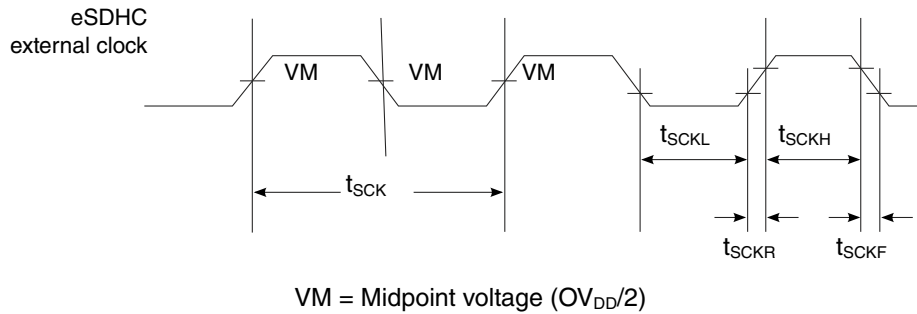 eSDHC
external clock
VM
VM
VM
tSCKL
tSCKH
tSCK
tSCKR
tSCKF
VM = Midpoint voltage (OVDD/2)